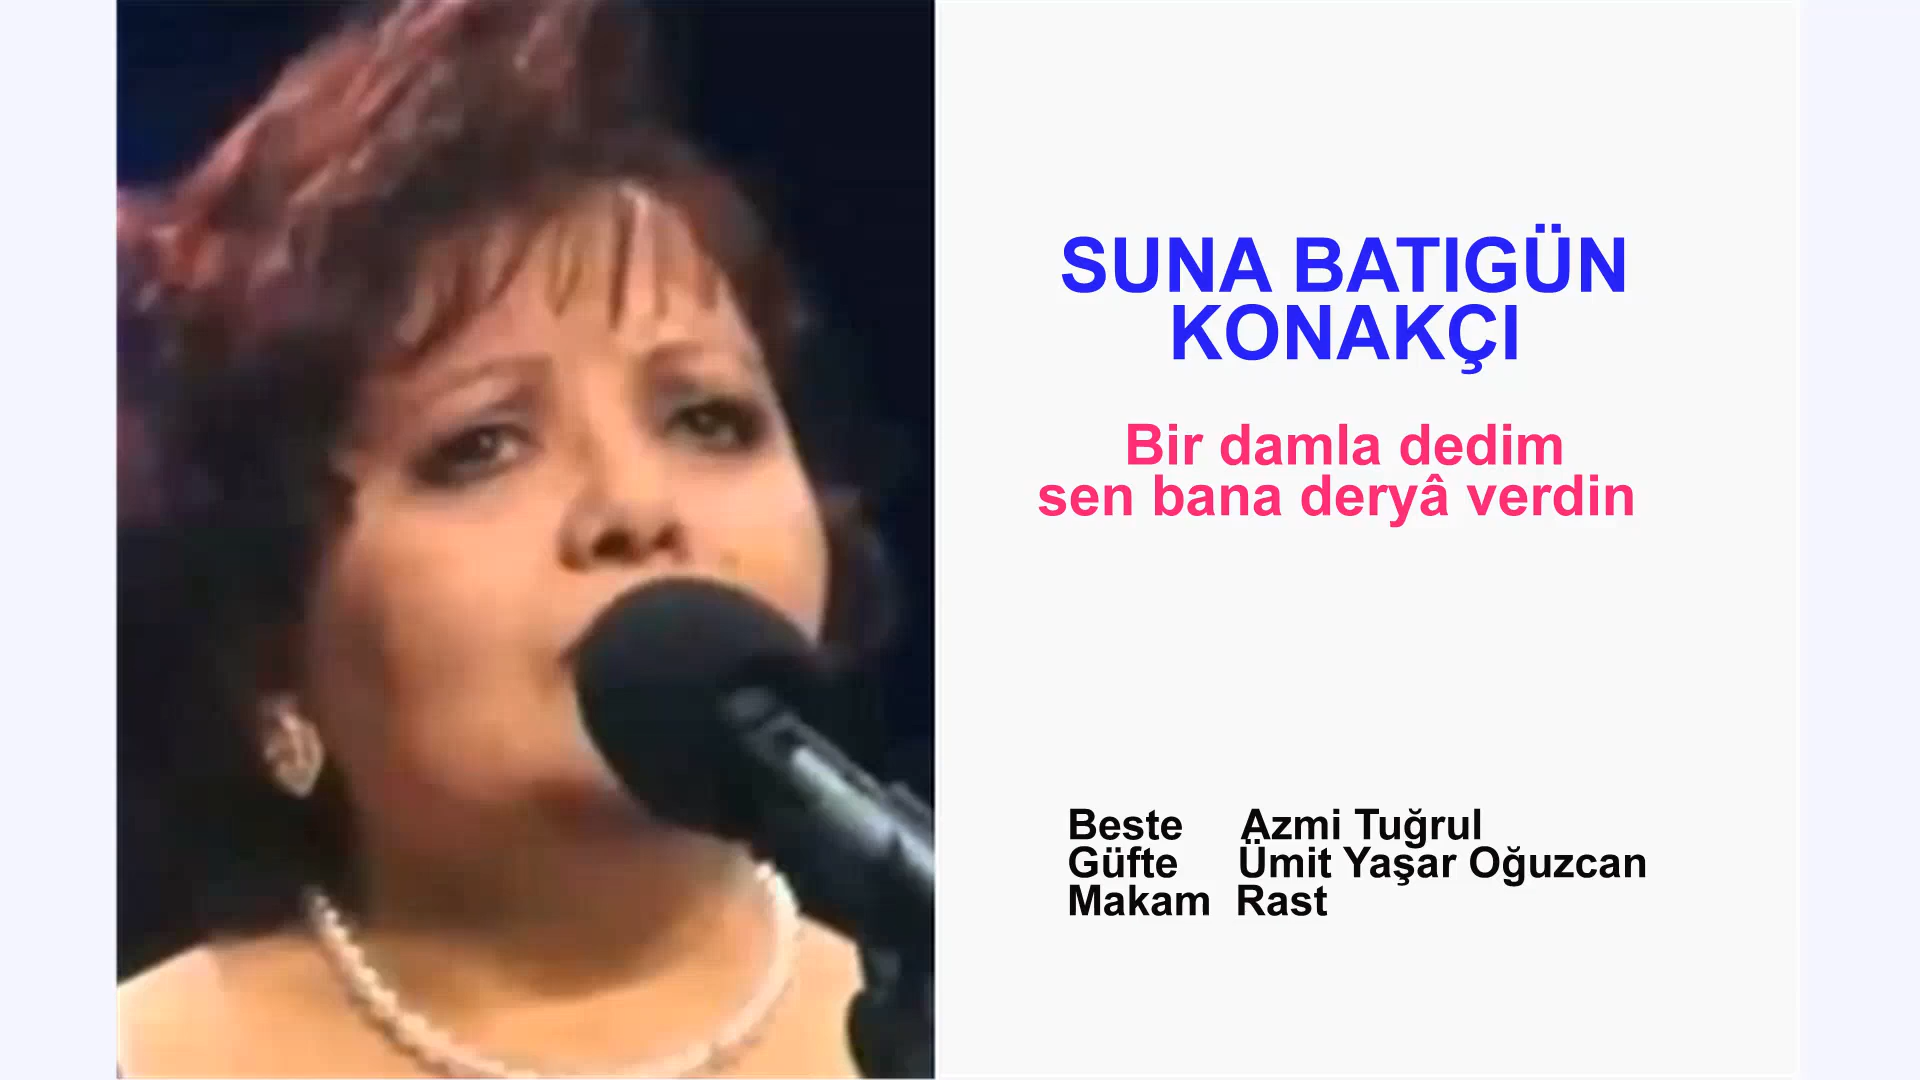 SUNA BATIGÜN
KONAKÇI
Bir damla dedim
sen bana deryâ verdin
Beste Azmi Tuğrul
Güfte Ümit Yaşar Oğuzcan
Makam Rast